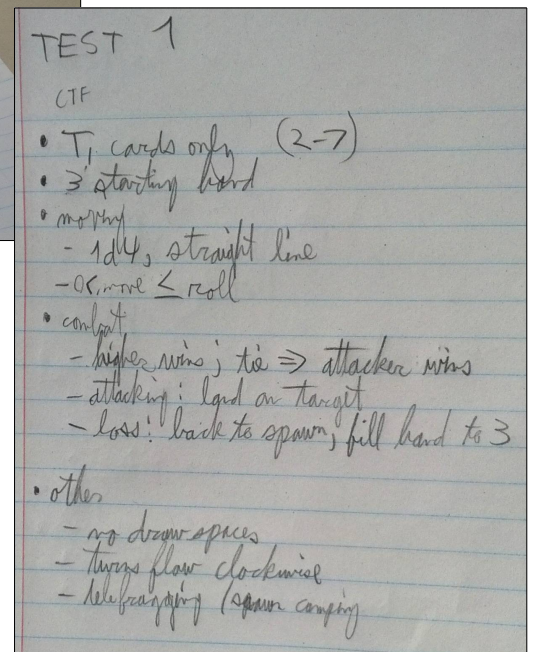 TEST 1
CTF
• T1 cards only (2-7)
• 3 starting hand
• moving
- 1d4, straight line
- OK, move ≤ roll
• combat
- higher wins; tie ⇒ attacker wins
- attacking: land on target
- loss: back to spawn, fill hand to 3
• other
- no draw spaces
- turns flow clockwise
- telefragging / spawn camping